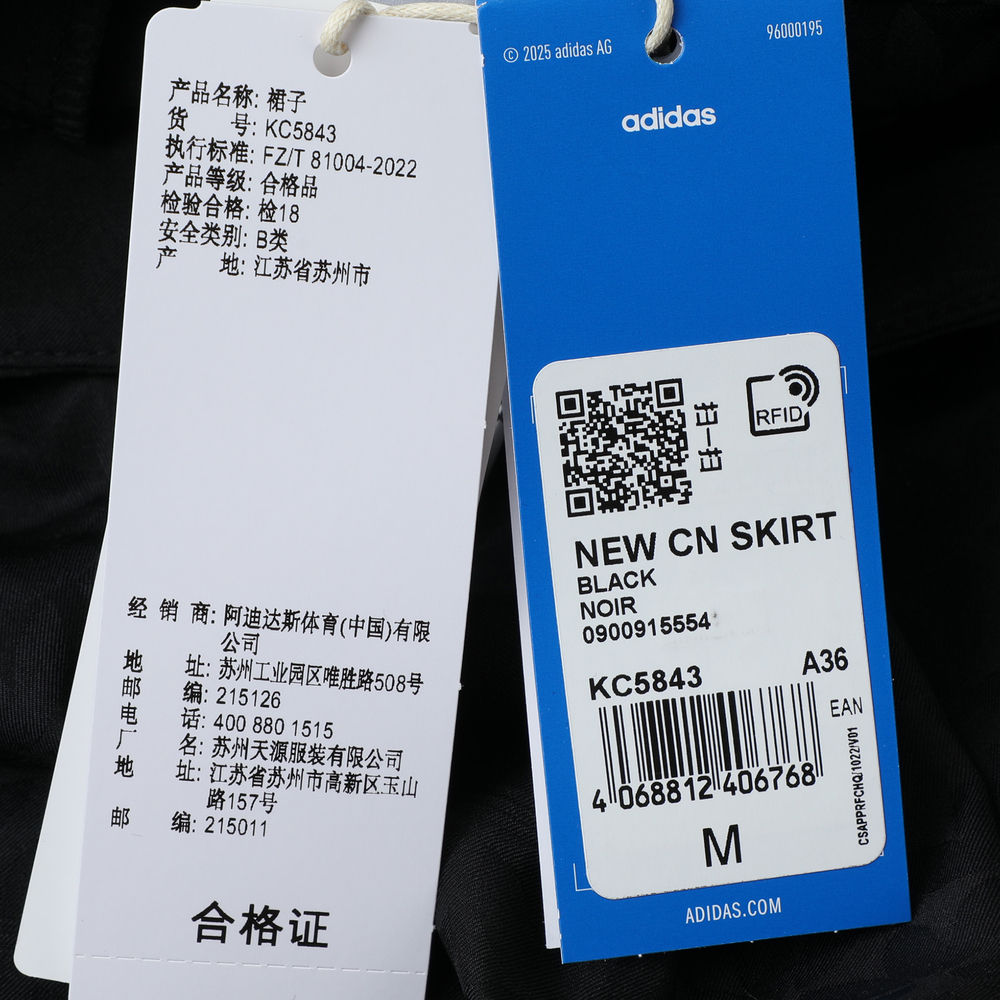 产品名称: 裙子
货 号: KC5843
执行标准: FZ/T 81004-2022
产品等级: 合格品
检验合格: 检18
安全类别: B类
产 地: 江苏省苏州市
经 销 商: 阿迪达斯体育(中国)有限
公司
地 址: 苏州工业园区唯胜路508号
邮 编: 215126
电 话: 400 880 1515
厂 名: 苏州天源服装有限公司
地 址: 江苏省苏州市高新区玉山
路157号
邮 编: 215011
合格证
© 2025 adidas AG
96000195
adidas
扫一扫
RFID
NEW CN SKIRT
BLACK
NOIR
0900915554
KC5843
A36
EAN
4 068812 406768
CSAPPRFCHQ/1022/V01
M
ADIDAS.COM